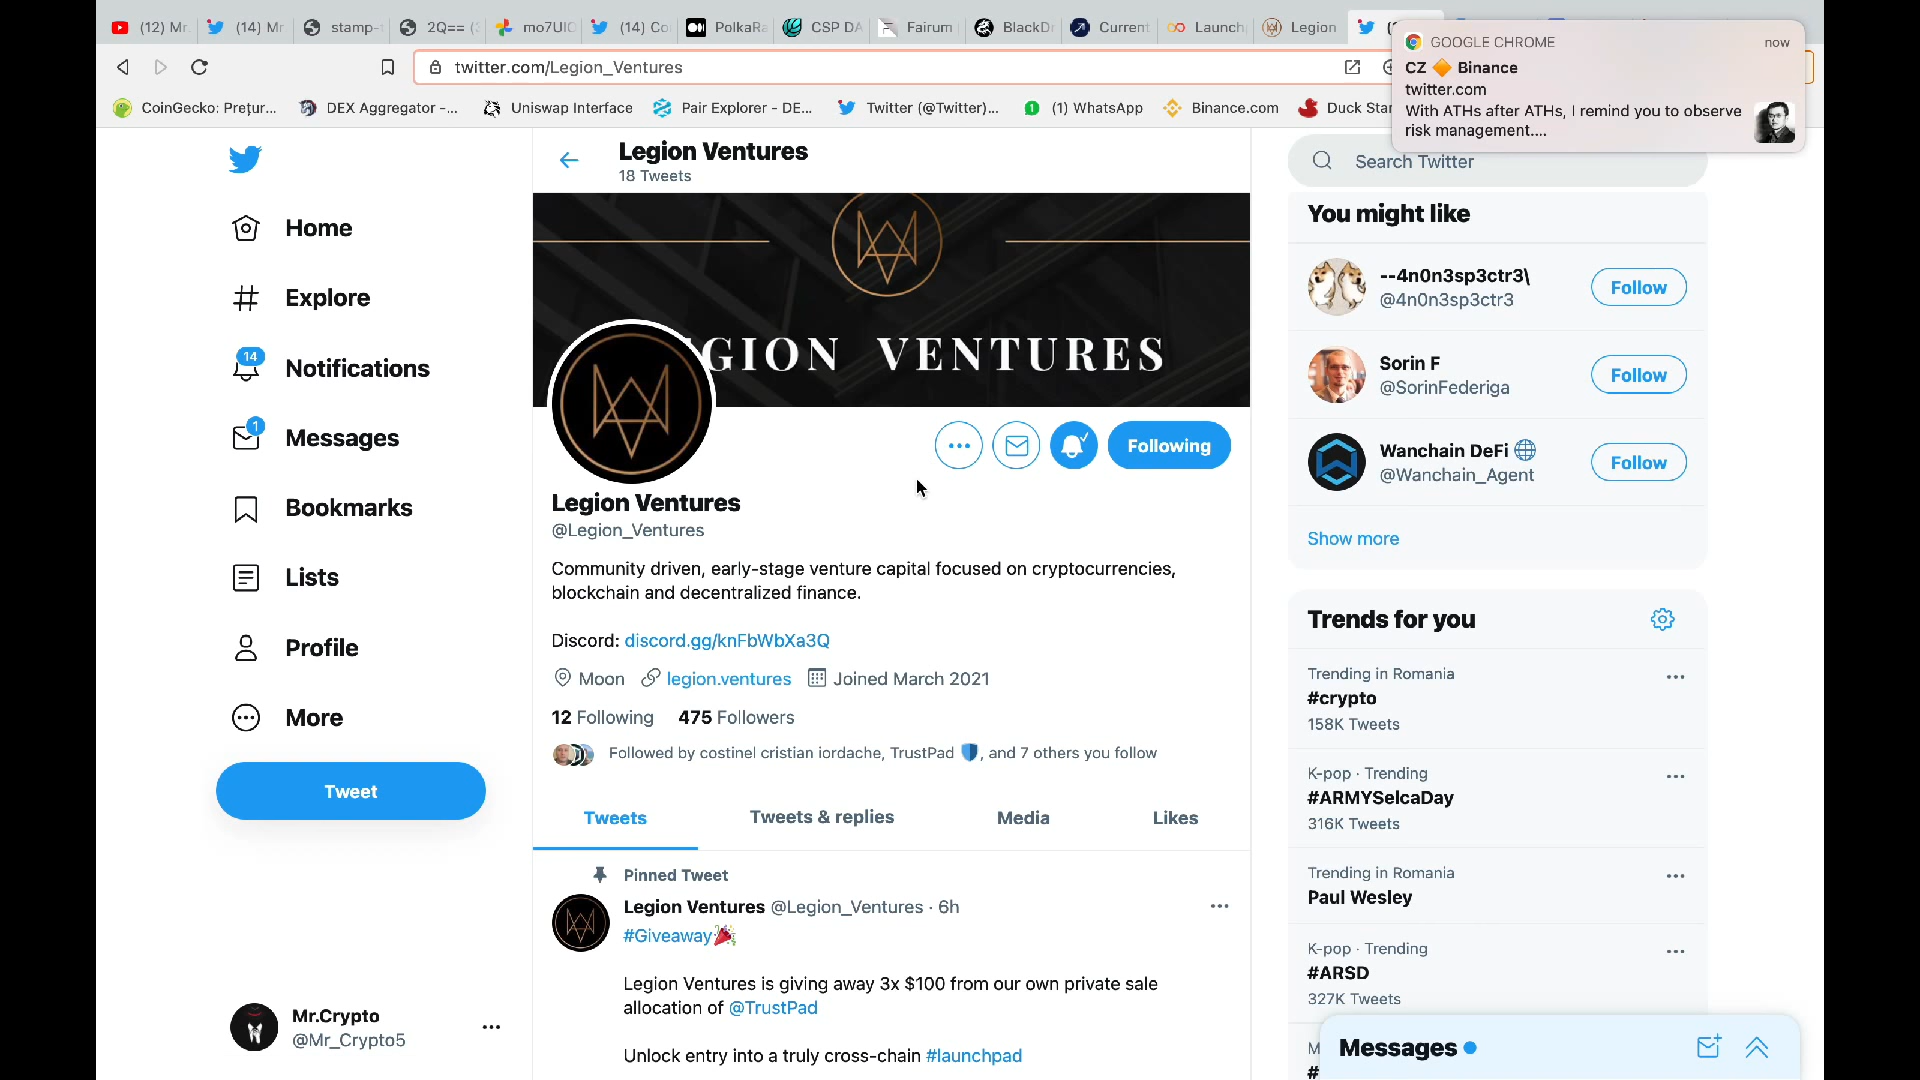 (12) Mr.
(14) Mr
stamp-
2Q== (
mo7UIC
(14) Co
PolkaRa
CSP DA
Fairum
BlackDr
Current
Launch
Legion
GOOGLE CHROME
now
CZ 🔶 Binance
twitter.com
With ATHs after ATHs, I remind you to observe
risk management....
twitter.com/Legion_Ventures
CoinGecko: Prețur...
DEX Aggregator -...
Uniswap Interface
Pair Explorer - DE...
Twitter (@Twitter)...
(1) WhatsApp
Binance.com
Duck Star
Home
Explore
14
Notifications
1
Messages
Bookmarks
Lists
Profile
More
Tweet
Mr.Crypto
@Mr_Crypto5
Legion Ventures
18 Tweets
GION VENTURES
Following
Legion Ventures
@Legion_Ventures
Community driven, early-stage venture capital focused on cryptocurrencies,
blockchain and decentralized finance.
Discord: discord.gg/knFbWbXa3Q
Moon legion.ventures Joined March 2021
12 Following 475 Followers
Followed by costinel cristian iordache, TrustPad 🛡, and 7 others you follow
Tweets
Tweets & replies
Media
Likes
Pinned Tweet
Legion Ventures @Legion_Ventures · 6h
#Giveaway🎉
Legion Ventures is giving away 3x $100 from our own private sale
allocation of @TrustPad
Unlock entry into a truly cross-chain #launchpad
Search Twitter
You might like
--4n0n3sp3ctr3\
@4n0n3sp3ctr3
Follow
Sorin F
@SorinFederiga
Follow
Wanchain DeFi 🌐
@Wanchain_Agent
Follow
Show more
Trends for you
Trending in Romania
#crypto
158K Tweets
K-pop · Trending
#ARMYSelcaDay
316K Tweets
Trending in Romania
Paul Wesley
K-pop · Trending
#ARSD
327K Tweets
M
#
Messages